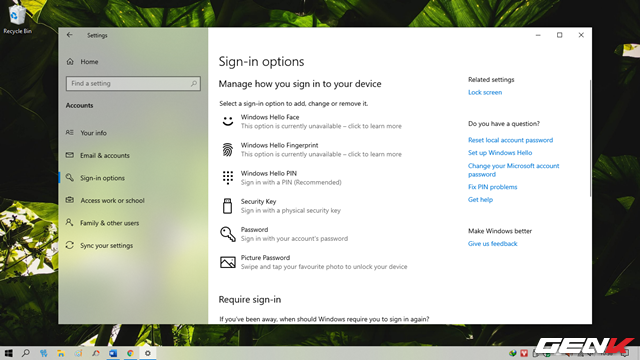 Recycle Bin
Settings
Home
Find a setting
Accounts
Your info
Email & accounts
Sign-in options
Access work or school
Family & other users
Sync your settings
Sign-in options
Manage how you sign in to your device
Select a sign-in option to add, change or remove it.
Windows Hello Face
This option is currently unavailable – click to learn more
Windows Hello Fingerprint
This option is currently unavailable – click to learn more
Windows Hello PIN
Sign in with a PIN (Recommended)
Security Key
Sign in with a physical security key
Password
Sign in with your account's password
Picture Password
Swipe and tap your favourite photo to unlock your device
Require sign-in
If you've been away, when should Windows require you to sign in again?
Related settings
Lock screen
Do you have a question?
Reset local account password
Set up Windows Hello
Change your Microsoft account
password
Fix PIN problems
Get help
Make Windows better
Give us feedback
GENK